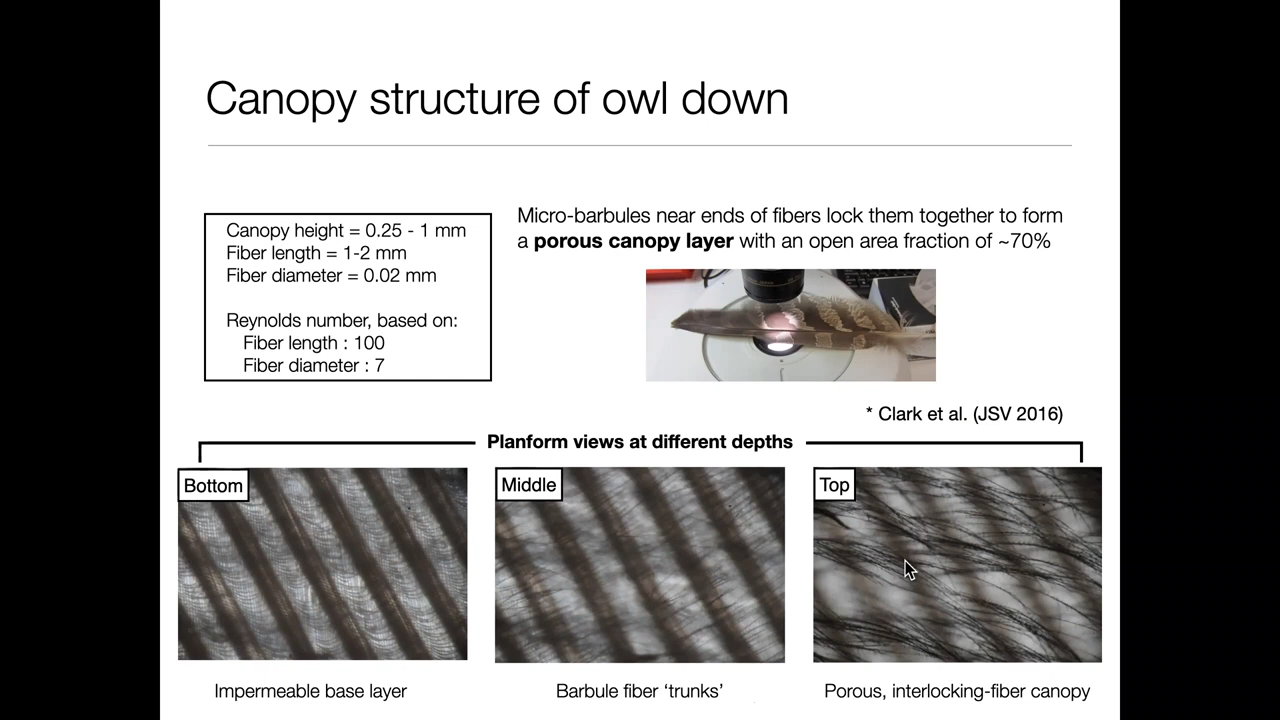 Canopy structure of owl down
Canopy height = 0.25 - 1 mm
Fiber length = 1-2 mm
Fiber diameter = 0.02 mm
Reynolds number, based on:
Fiber length : 100
Fiber diameter : 7
Micro-barbules near ends of fibers lock them together to form
a porous canopy layer with an open area fraction of ~70%
* Clark et al. (JSV 2016)
Planform views at different depths
Bottom
Middle
Top
Impermeable base layer
Barbule fiber ‘trunks’
Porous, interlocking-fiber canopy